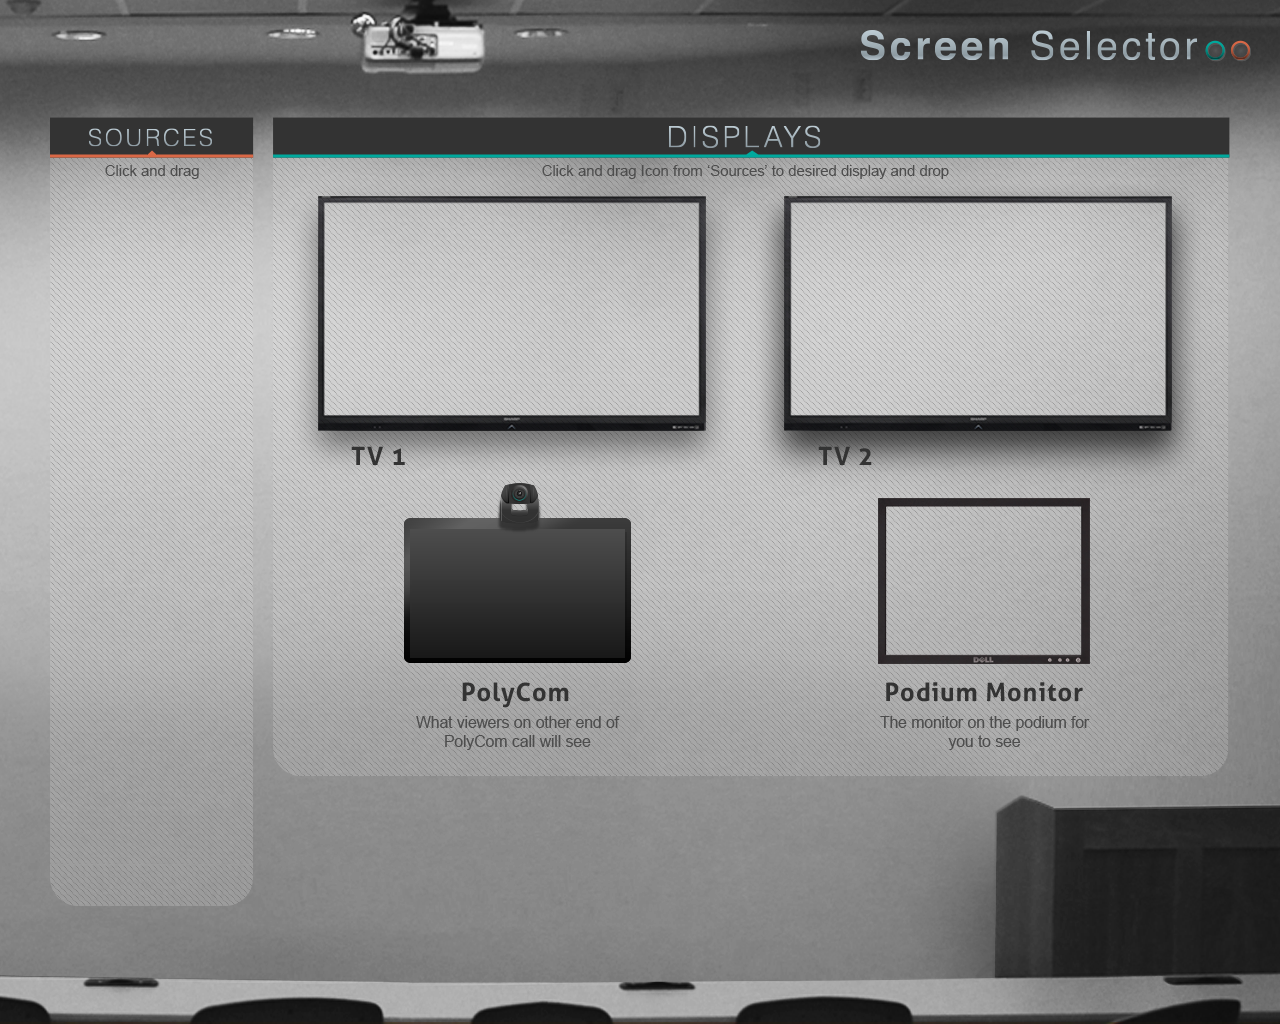 Screen Selector
SOURCES
DISPLAYS
Click and drag
Click and drag Icon from ‘Sources’ to desired display and drop
TV 1
TV 2
DELL
PolyCom
Podium Monitor
What viewers on other end of
PolyCom call will see
The monitor on the podium for
you to see